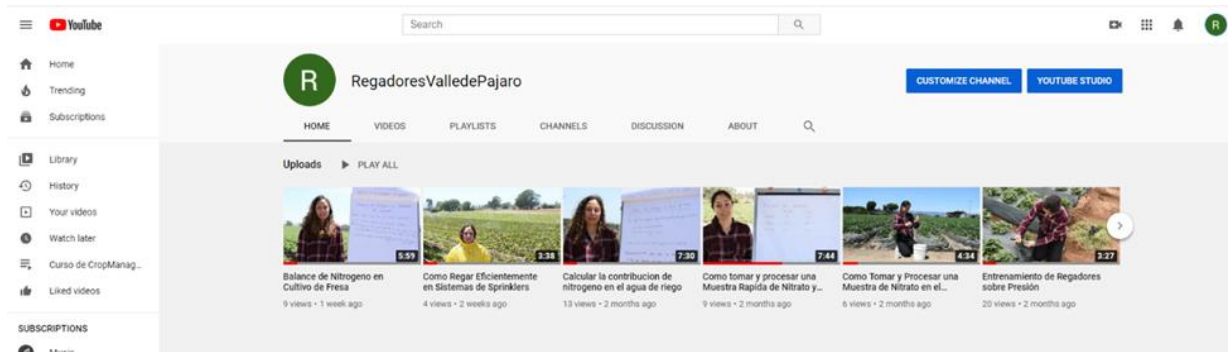 YouTube
Search
R
Home
Trending
Subscriptions
Library
History
Your videos
Watch later
Curso de CropManag...
Liked videos
SUBSCRIPTIONS
R
RegadoresValledePajaro
CUSTOMIZE CHANNEL
YOUTUBE STUDIO
HOME VIDEOS PLAYLISTS CHANNELS DISCUSSION ABOUT
Uploads PLAY ALL
5:59
Balance de Nitrogeno en
Cultivo de Fresa
9 views • 1 week ago
3:38
Como Regar Eficientemente
en Sistemas de Sprinklers
4 views • 2 weeks ago
7:30
Calcular la contribucion de
nitrogeno en el agua de riego
13 views • 2 months ago
7:44
Como tomar y procesar una
Muestra Rapida de Nitrato y...
9 views • 2 months ago
4:34
Como Tomar y Procesar una
Muestra de Nitrato en el...
6 views • 2 months ago
3:27
Entrenamiento de Regadores
sobre Presión
20 views • 2 months ago